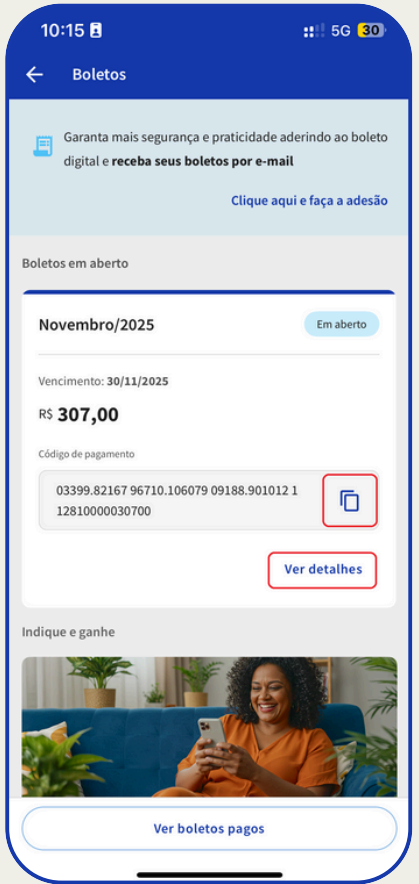 10:15
5G 30
Boletos
Garanta mais segurança e praticidade aderindo ao boleto
digital e receba seus boletos por e-mail
Clique aqui e faça a adesão
Boletos em aberto
Novembro/2025
Em aberto
Vencimento: 30/11/2025
R$ 307,00
Código de pagamento
03399.82167 96710.106079 09188.901012 1
12810000030700
Ver detalhes
Indique e ganhe
Ver boletos pagos